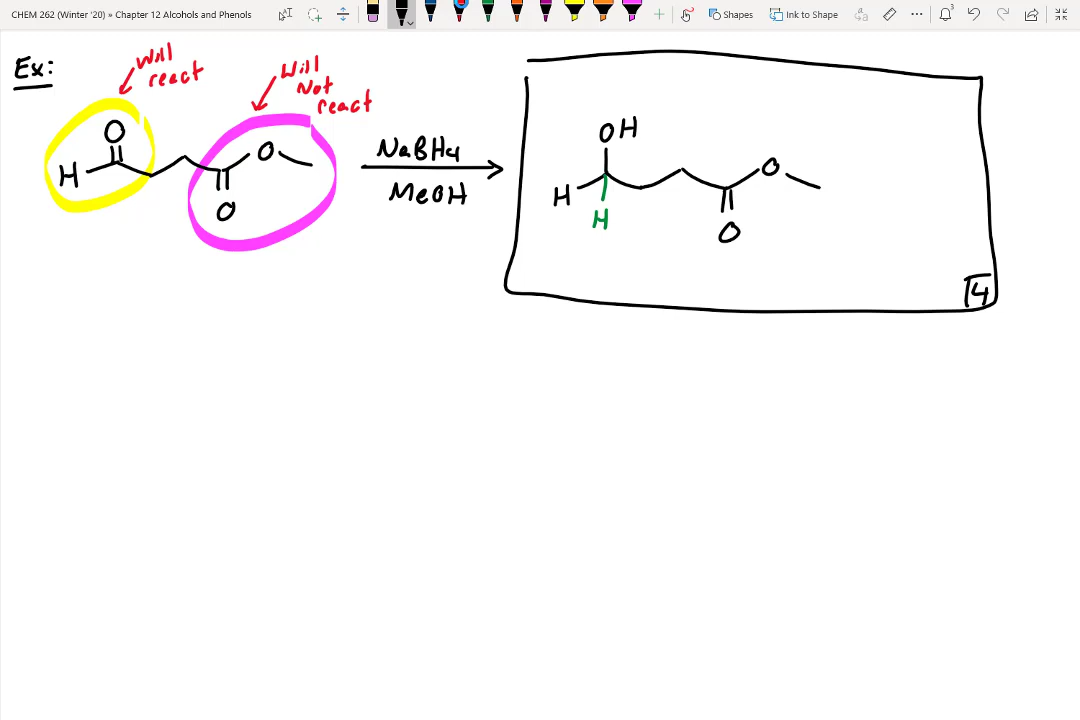 CHEM 262 (Winter '20) » Chapter 12 Alcohols and Phenols
Shapes
Ink to Shape
Ex:
Will
react
Will
Not
react
O
H
O
O
NaBH4
MeOH
OH
H
H
O
O
14